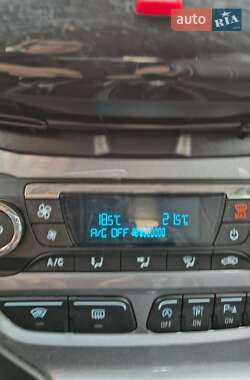 auto RIA
18.5°C 21.5°C
A/C OFF
A/C
OFF ON ON